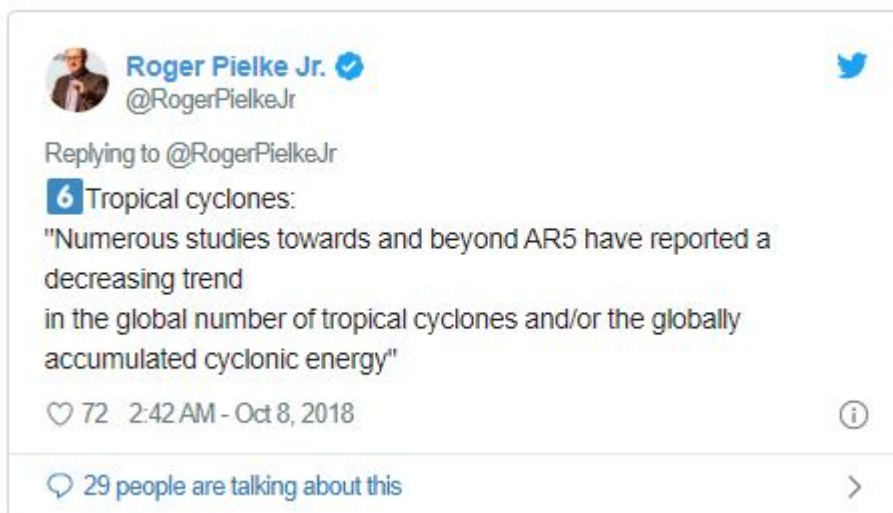 Roger Pielke Jr.
@RogerPielkeJr
Replying to @RogerPielkeJr
6 Tropical cyclones:
"Numerous studies towards and beyond AR5 have reported a
decreasing trend
in the global number of tropical cyclones and/or the globally
accumulated cyclonic energy"
72 2:42 AM - Oct 8, 2018
29 people are talking about this